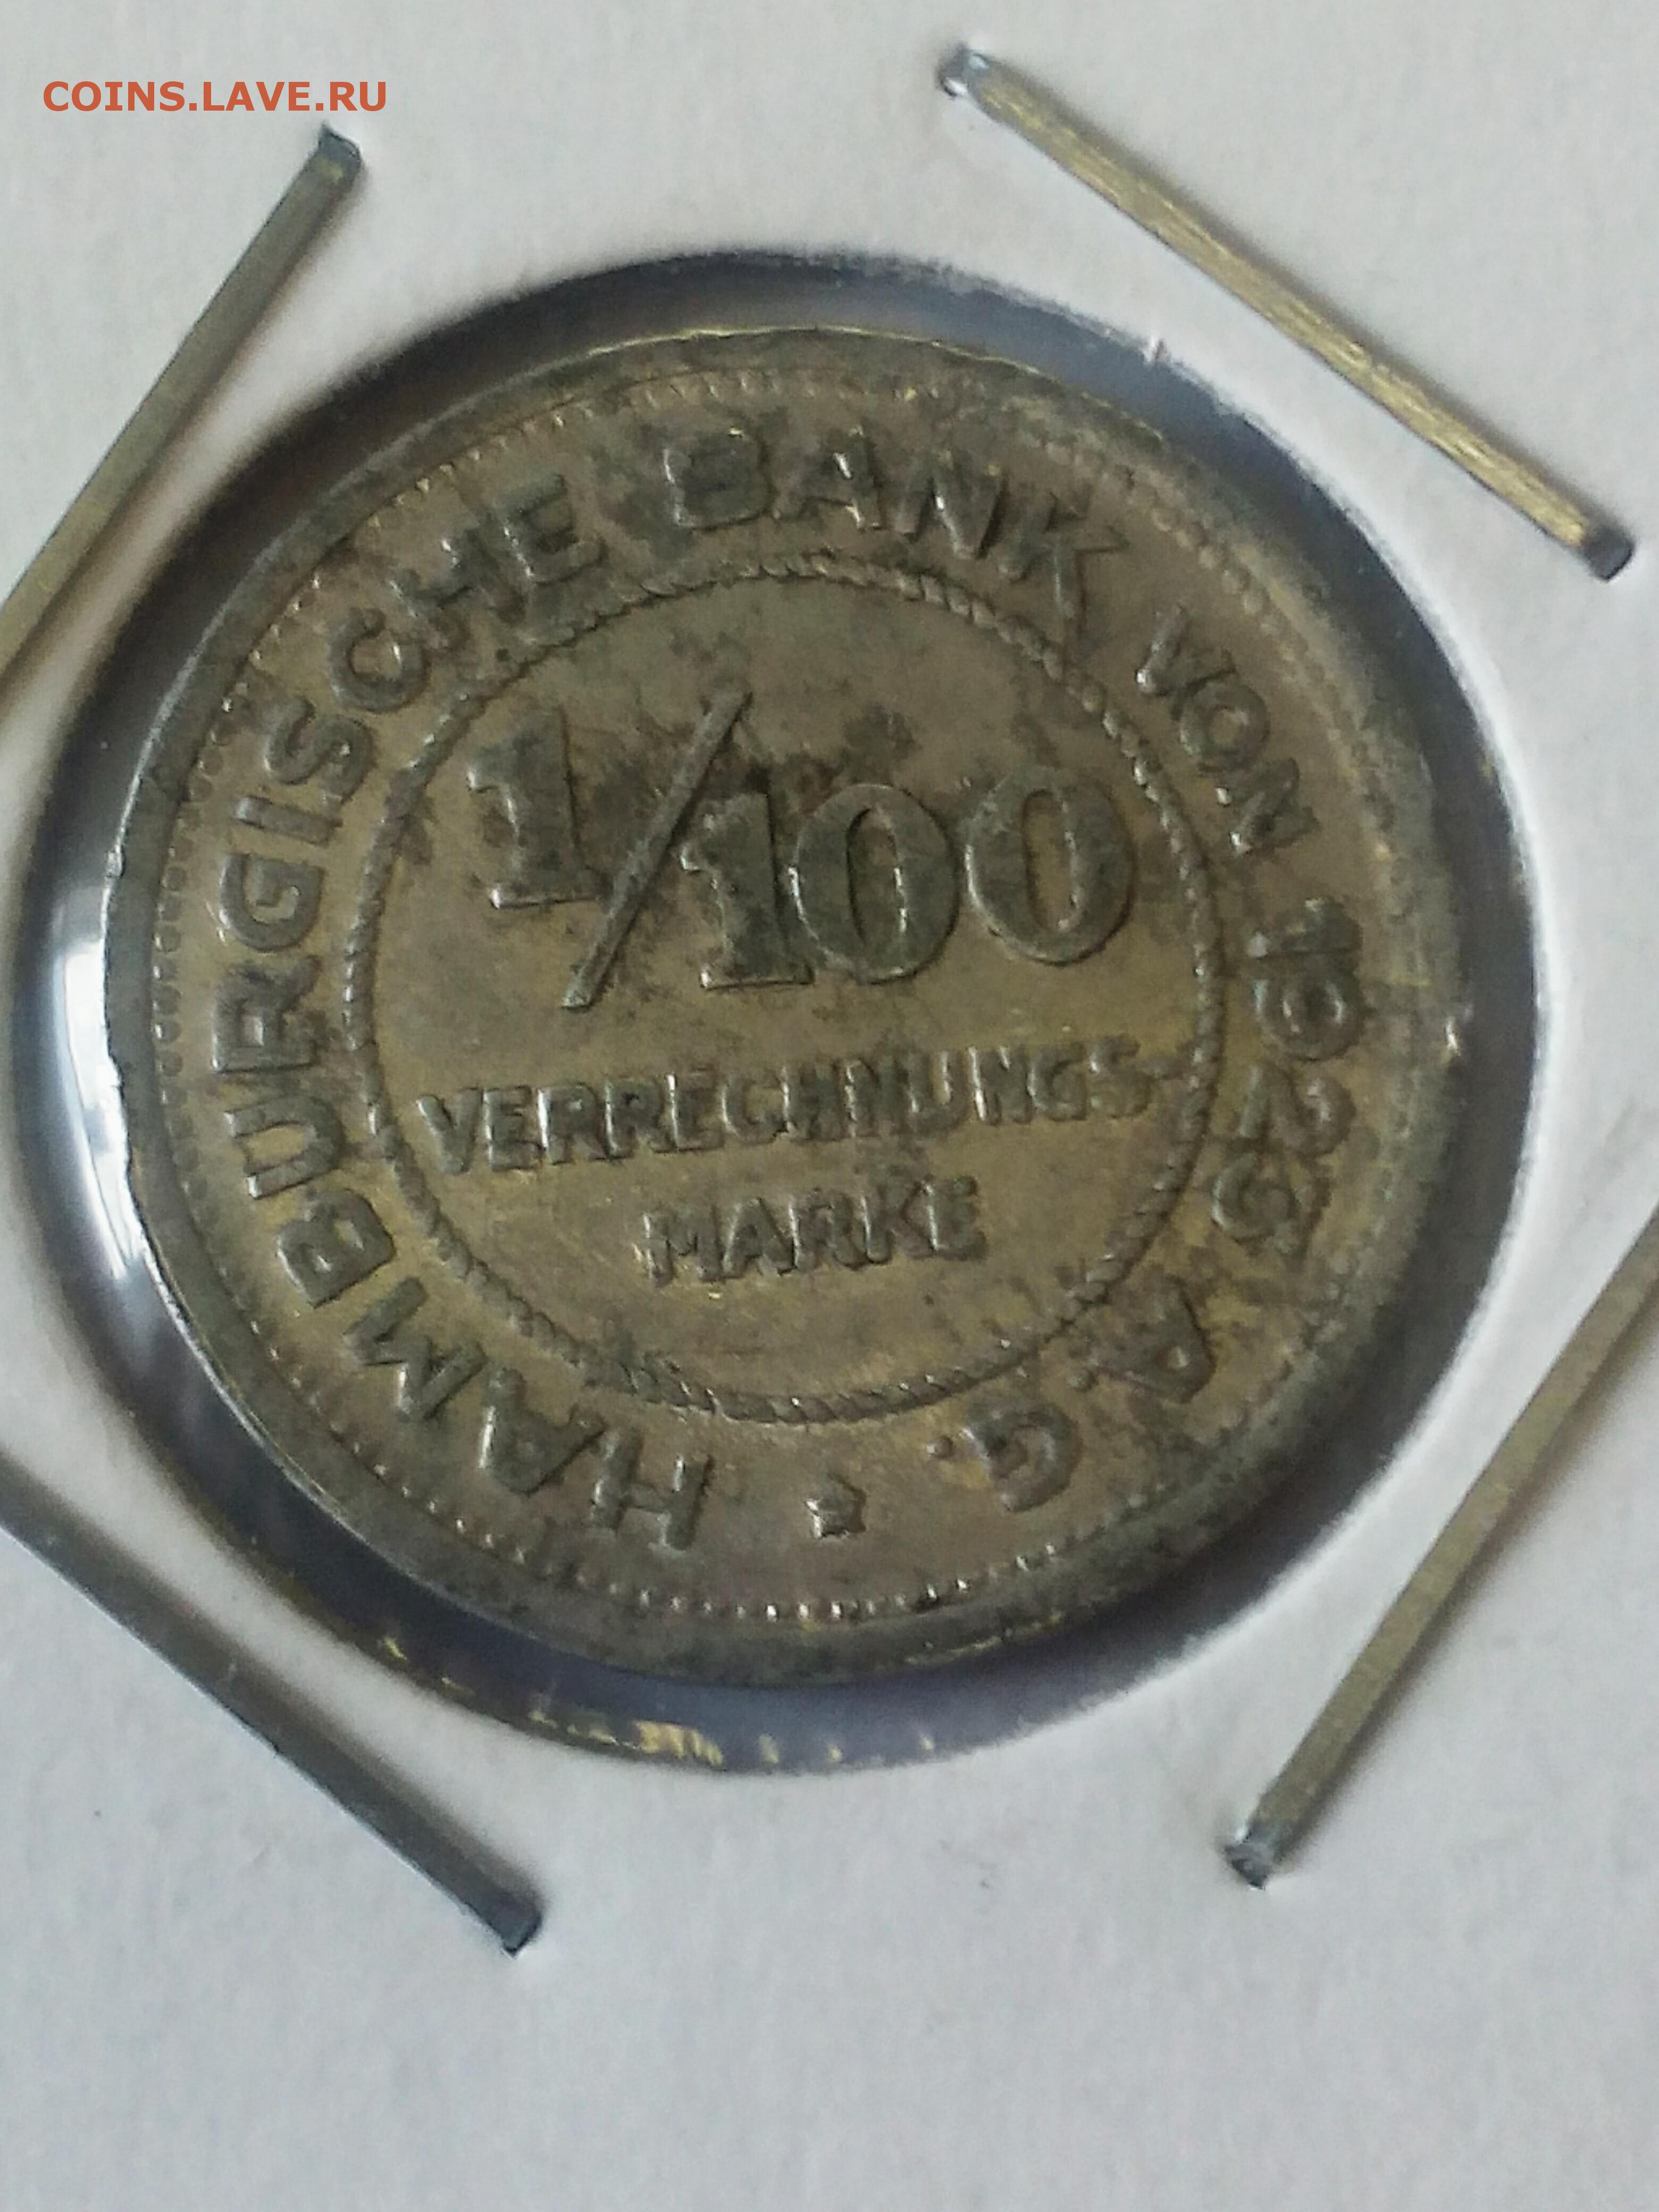 COINS.LAVE.RU
HAMBURGISCHE BANK VON 1923 A.G.
1/100
VERRECHNUNGS-
MARKE